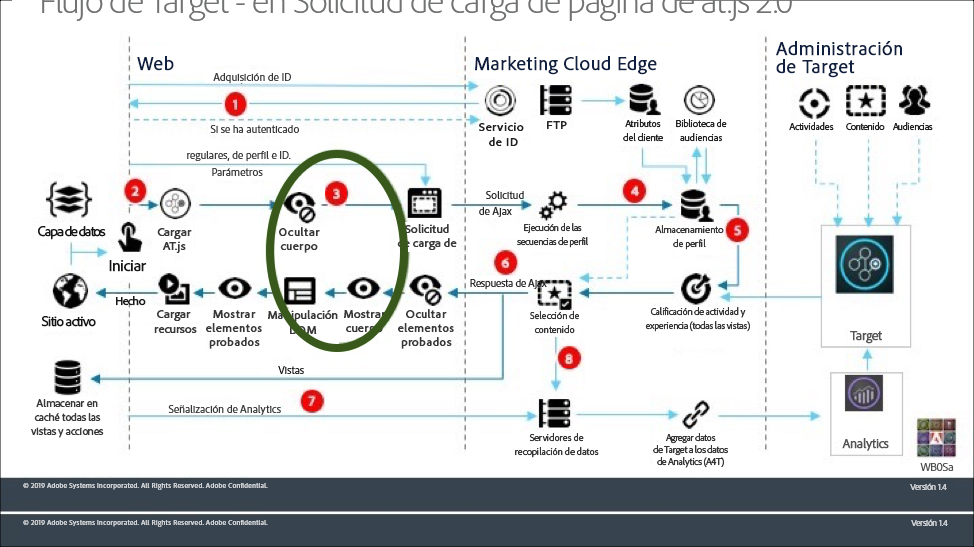 Flujo de Target - en Solicitud de carga de página de at.js 2.0
Web
Marketing Cloud Edge
Administración
de Target
Adquisición de ID
1
Si se ha autenticado
Servicio
de ID
FTP
Atributos
del cliente
Biblioteca de
audiencias
Actividades
Contenido
Audiencias
regulares, de perfil e ID.
Parámetros
Capa de datos
2
Cargar
AT.js
Iniciar
3
Ocultar
cuerpo
Solicitud
de carga de
Solicitud
de Ajax
Ejecución de las
secuencias de perfil
4
Almacenamiento
de perfil
5
Sitio activo
Hecho
Cargar
recursos
Mostrar
elementos
probados
Manipulación
DOM
Mostrar
cuerpo
Ocultar
elementos
probados
6
Respuesta de Ajax
Selección de
contenido
Calificación de actividad y
experiencia (todas las vistas)
Target
Vistas
Almacenar en
caché todas las
vistas y acciones
7
Señalización de Analytics
8
Servidores de
recopilación de datos
Agregar datos
de Target a los datos
de Analytics (A4T)
Analytics
WB0Sa
© 2019 Adobe Systems Incorporated. All Rights Reserved. Adobe Confidential.
Versión 1.4
© 2019 Adobe Systems Incorporated. All Rights Reserved. Adobe Confidential.
Versión 1.4